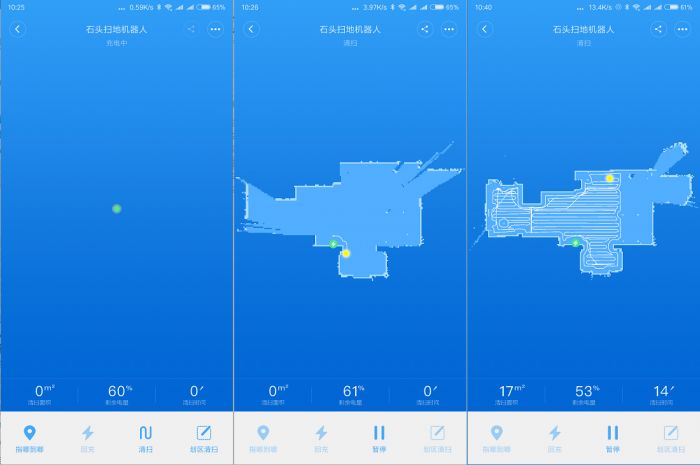 10:25
0.59K/s
65%
石头扫地机器人
充电中
0m²
60%
0′
清扫面积
剩余电量
清扫时间
指哪到哪
回充
清扫
划区清扫
10:26
3.97K/s
65%
石头扫地机器人
清扫
0m²
61%
0′
清扫面积
剩余电量
清扫时间
指哪到哪
回充
暂停
划区清扫
10:40
13.4K/s
61%
石头扫地机器人
清扫
17m²
53%
14′
清扫面积
剩余电量
清扫时间
指哪到哪
回充
暂停
划区清扫